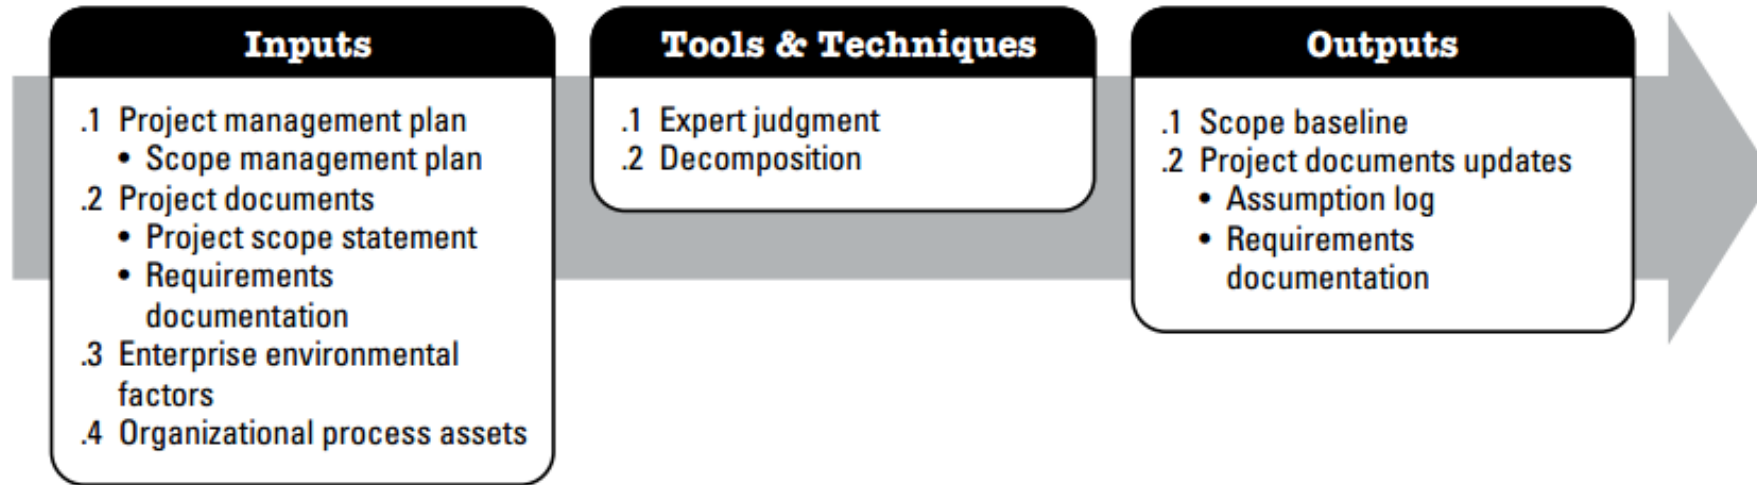 Inputs
.1 Project management plan
• Scope management plan
.2 Project documents
• Project scope statement
• Requirements
documentation
.3 Enterprise environmental
factors
.4 Organizational process assets
Tools & Techniques
.1 Expert judgment
.2 Decomposition
Outputs
.1 Scope baseline
.2 Project documents updates
• Assumption log
• Requirements
documentation